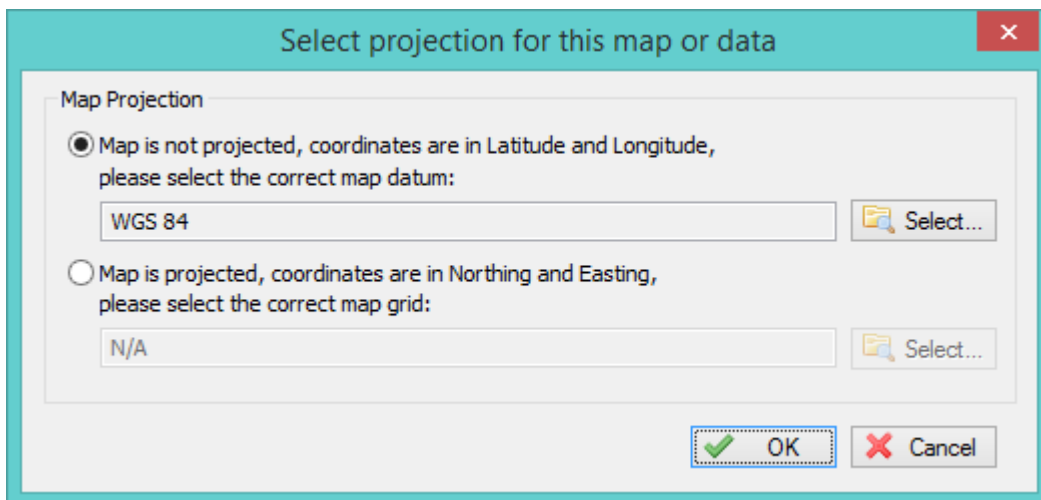 Select projection for this map or data
Map Projection
Map is not projected, coordinates are in Latitude and Longitude,
please select the correct map datum:
WGS 84
Select...
Map is projected, coordinates are in Northing and Easting,
please select the correct map grid:
N/A
Select...
OK
Cancel